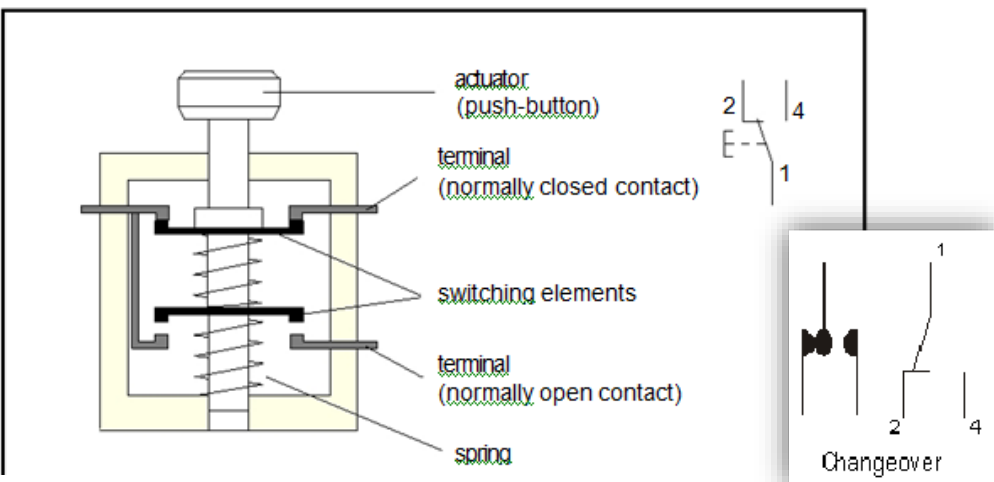 actuator
(push-button)
terminal
(normally closed contact)
switching elements
terminal
(normally open contact)
spring
2
4
1
1
2
4
Changeover